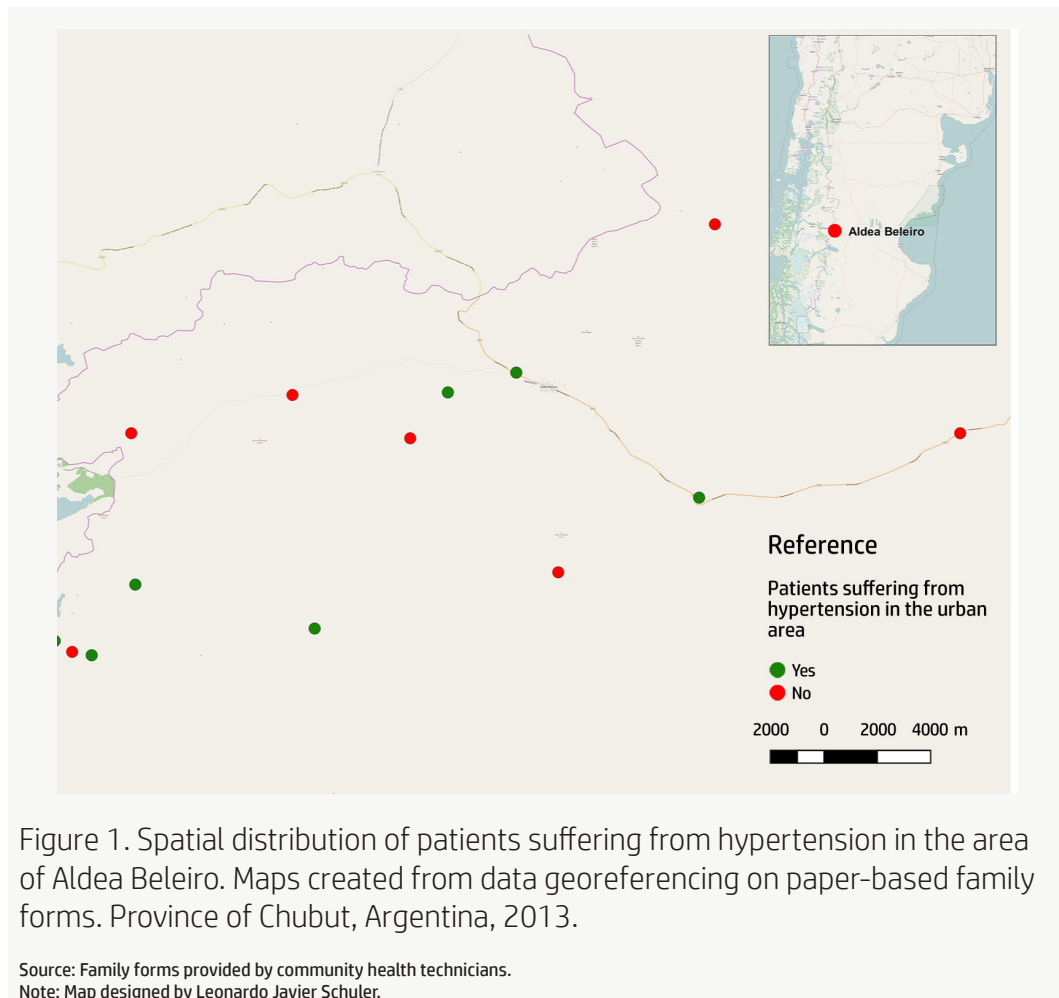 Aldea Beleiro
Reference
Patients suffering from
hypertension in the urban
area
Yes
No
2000 0 2000 4000 m
Figure 1. Spatial distribution of patients suffering from hypertension in the area
of Aldea Beleiro. Maps created from data georeferencing on paper-based family
forms. Province of Chubut, Argentina, 2013.
Source: Family forms provided by community health technicians.
Note: Map designed by Leonardo Javier Schuler.